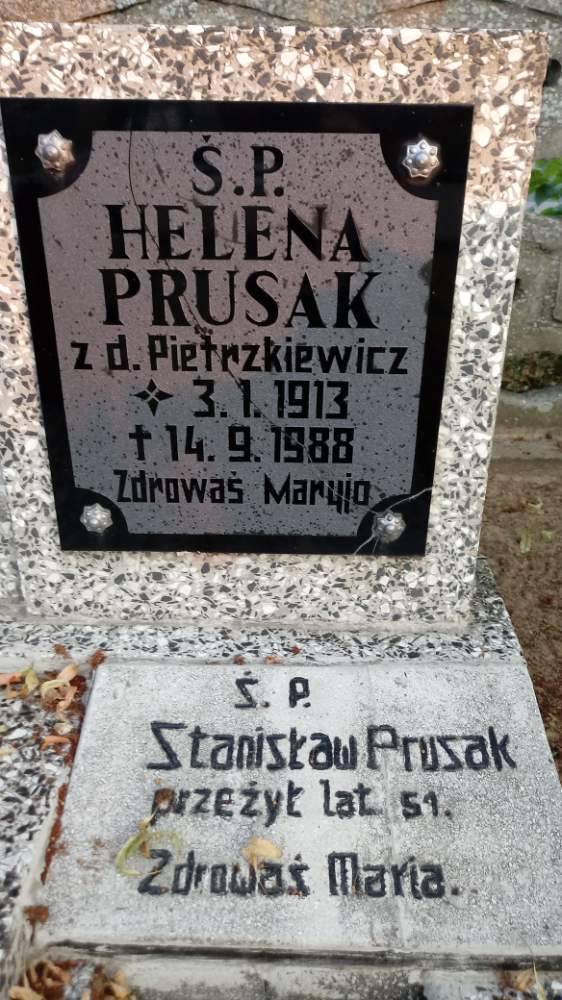 Ś.P.
HELENA
PRUSAK
z d. Pietrzkiewicz
3. 1. 1913
† 14. 9. 1988
Zdrowaś Maryjo
Ś. P.
Stanisław Prusak
przeżył lat 51.
Zdrowaś Maria.